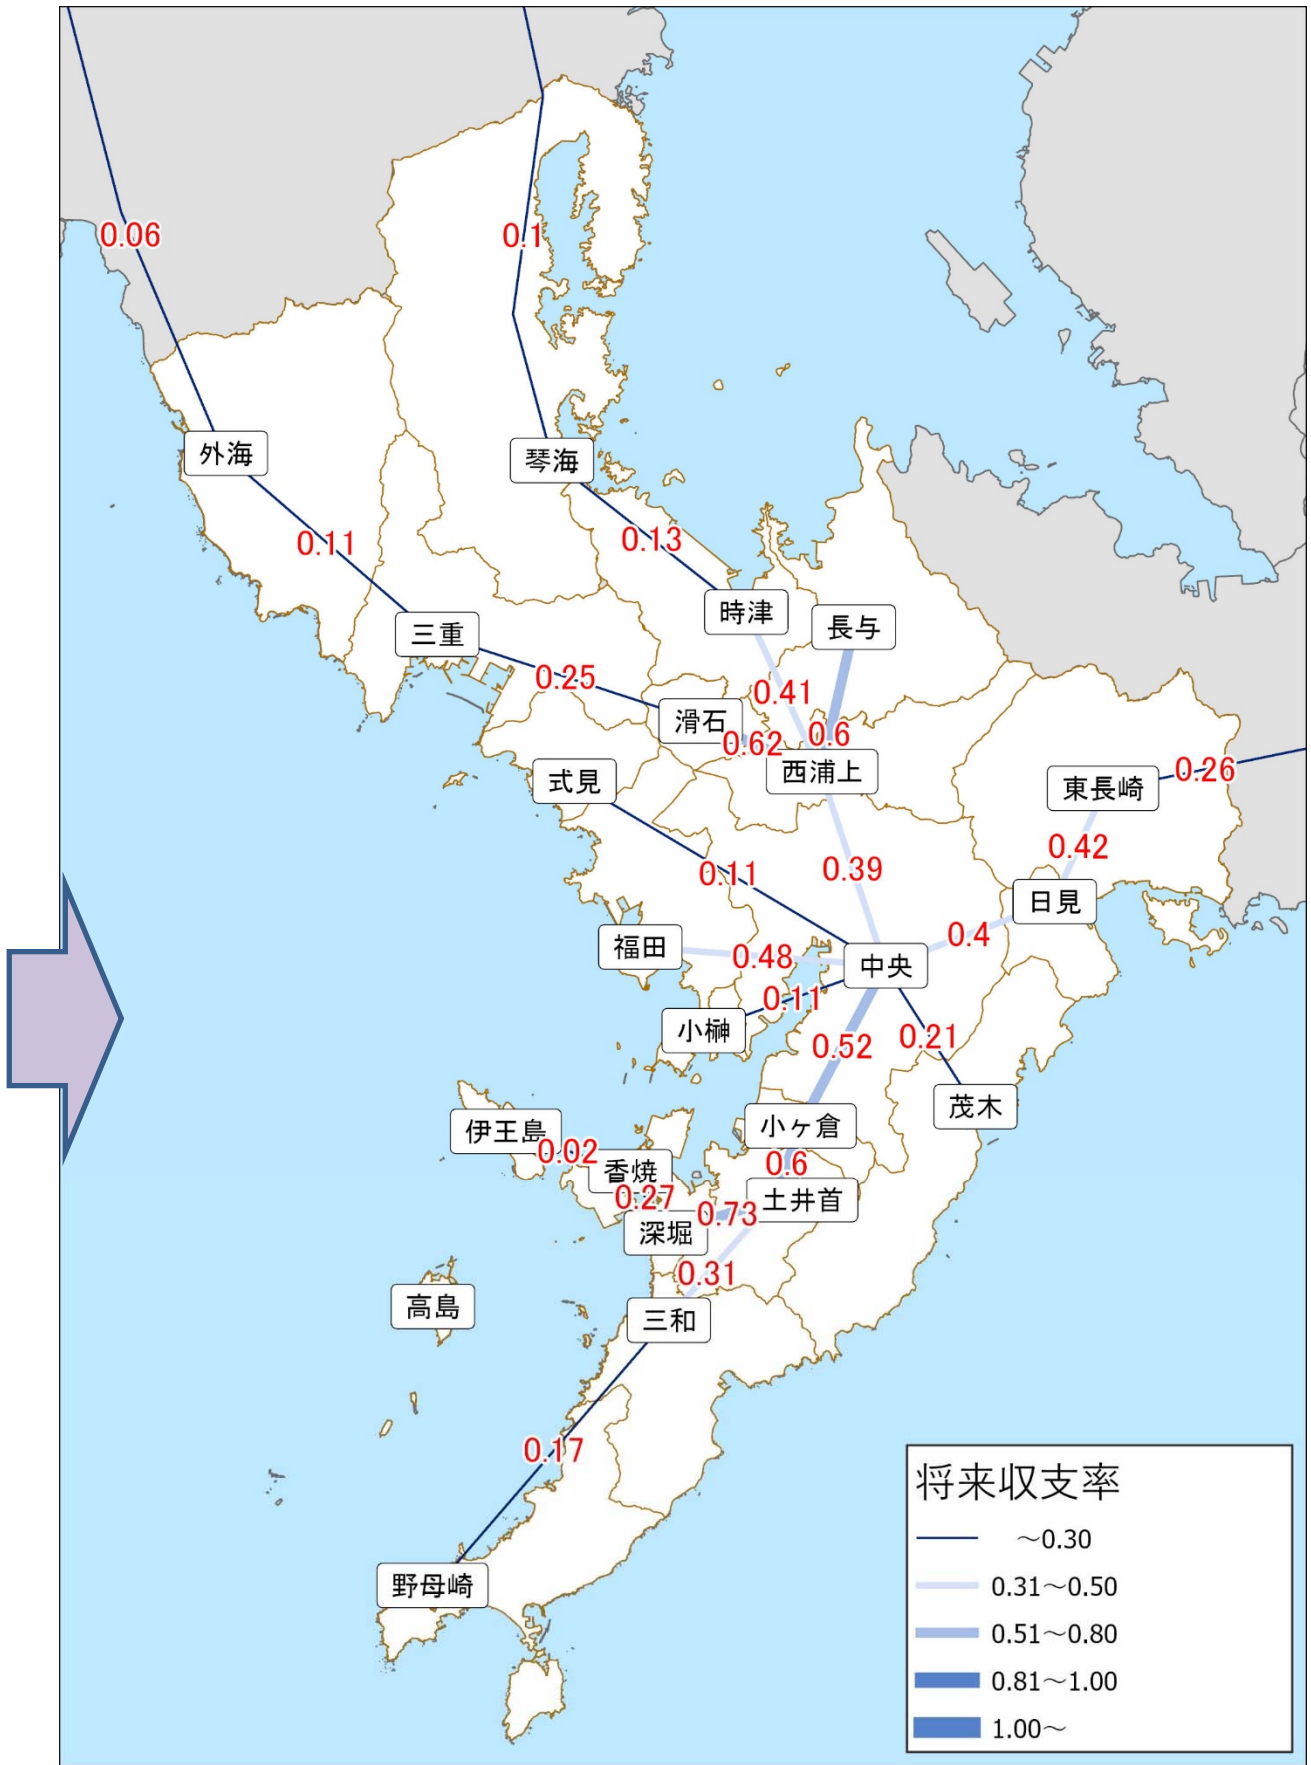 0.06
0.1
外海
琴海
0.11
0.13
時津
長与
三重
0.25
0.41
滑石
0.62
0.6
西浦上
式見
東長崎
0.26
0.42
0.11
0.39
日見
0.4
福田
0.48
中央
0.11
小榊
0.21
0.52
茂木
伊王島
小ヶ倉
0.02
香焼
0.6
0.27
土井首
0.73
深堀
0.31
高島
三和
0.17
野母崎
将来収支率
～0.30
0.31～0.50
0.51～0.80
0.81～1.00
1.00～